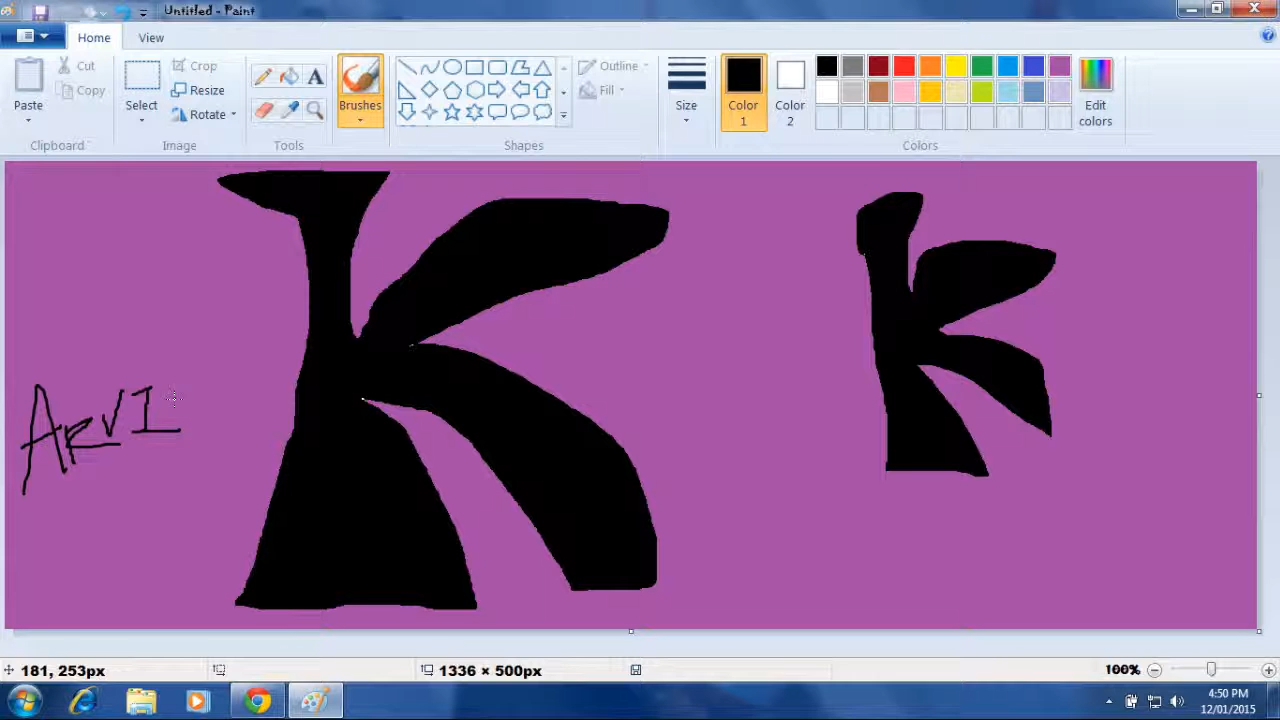 Untitled - Paint
Home View
Paste
Cut
Copy
Clipboard
Select
Crop
Resize
Rotate
Image
A
Tools
Brushes
Outline
Fill
Shapes
Size
Color 1
Color 2
Edit colors
Colors
K K
ARVI
181, 253px
1336 × 500px
100%
4:50 PM
12/01/2015